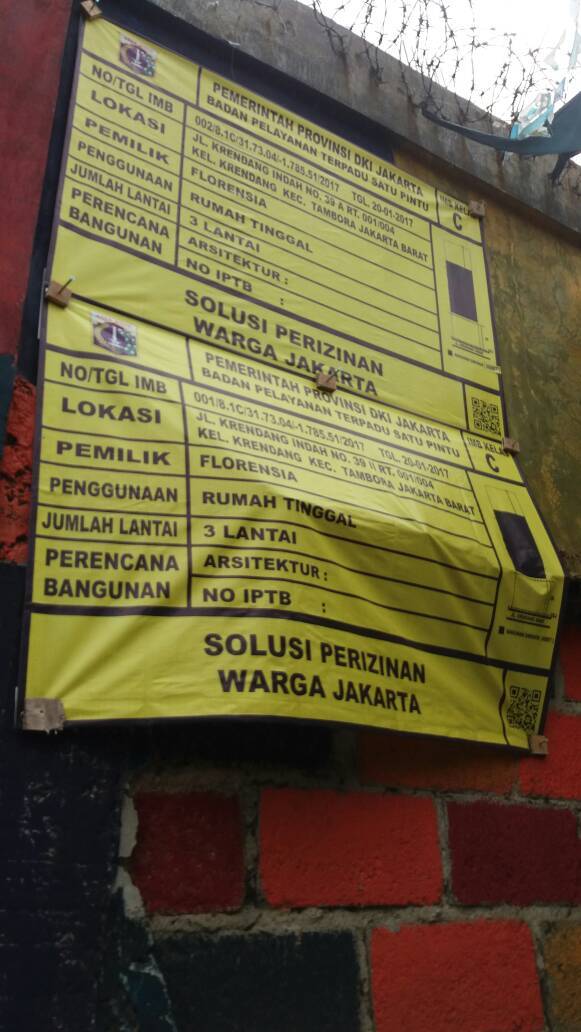 PEMERINTAH PROVINSI DKI JAKARTA
BADAN PELAYANAN TERPADU SATU PINTU
NO/TGL IMB
002/8.1C/31.73.04/-1.785.51/2017 TGL. 20-01-2017
IMB KELAS
C
LOKASI
JL. KRENDANG INDAH NO. 39 A RT. 001/004
KEL. KRENDANG KEC. TAMBORA JAKARTA BARAT
PEMILIK
FLORENSIA
PENGGUNAAN
RUMAH TINGGAL
JUMLAH LANTAI
3 LANTAI
PERENCANA
BANGUNAN
ARSITEKTUR :
NO IPTB :
SOLUSI PERIZINAN
WARGA JAKARTA
PEMERINTAH PROVINSI DKI JAKARTA
BADAN PELAYANAN TERPADU SATU PINTU
NO/TGL IMB
001/8.1C/31.73.04/-1.785.51/2017 TGL. 20-01-2017
IMB KELAS
C
LOKASI
JL. KRENDANG INDAH NO. 39 II RT. 001/004
KEL. KRENDANG KEC. TAMBORA JAKARTA BARAT
PEMILIK
FLORENSIA
PENGGUNAAN
RUMAH TINGGAL
JUMLAH LANTAI
3 LANTAI
PERENCANA
BANGUNAN
ARSITEKTUR :
NO IPTB :
SOLUSI PERIZINAN
WARGA JAKARTA